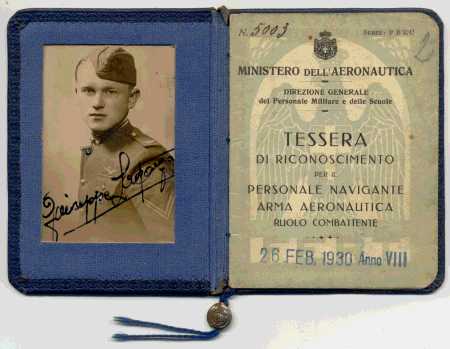 Giuseppe
N. 5003
MINISTERO DELL'AERONAUTICA
DIREZIONE GENERALE
del Personale Militare e delle Scuole
TESSERA
DI RICONOSCIMENTO
PER IL
PERSONALE NAVIGANTE
ARMA AERONAUTICA
RUOLO COMBATTENTE
26 FEB. 1930 Anno VIII